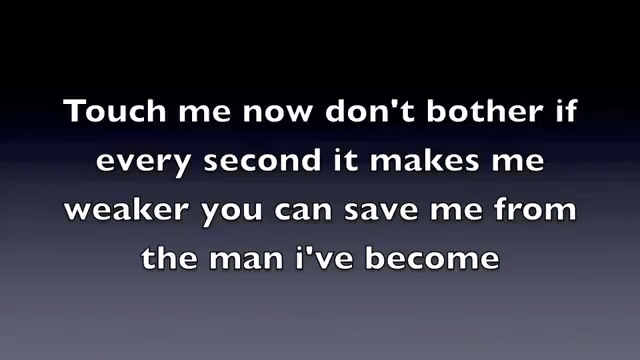 Touch me now don't bother if
every second it makes me
weaker you can save me from
the man i've become